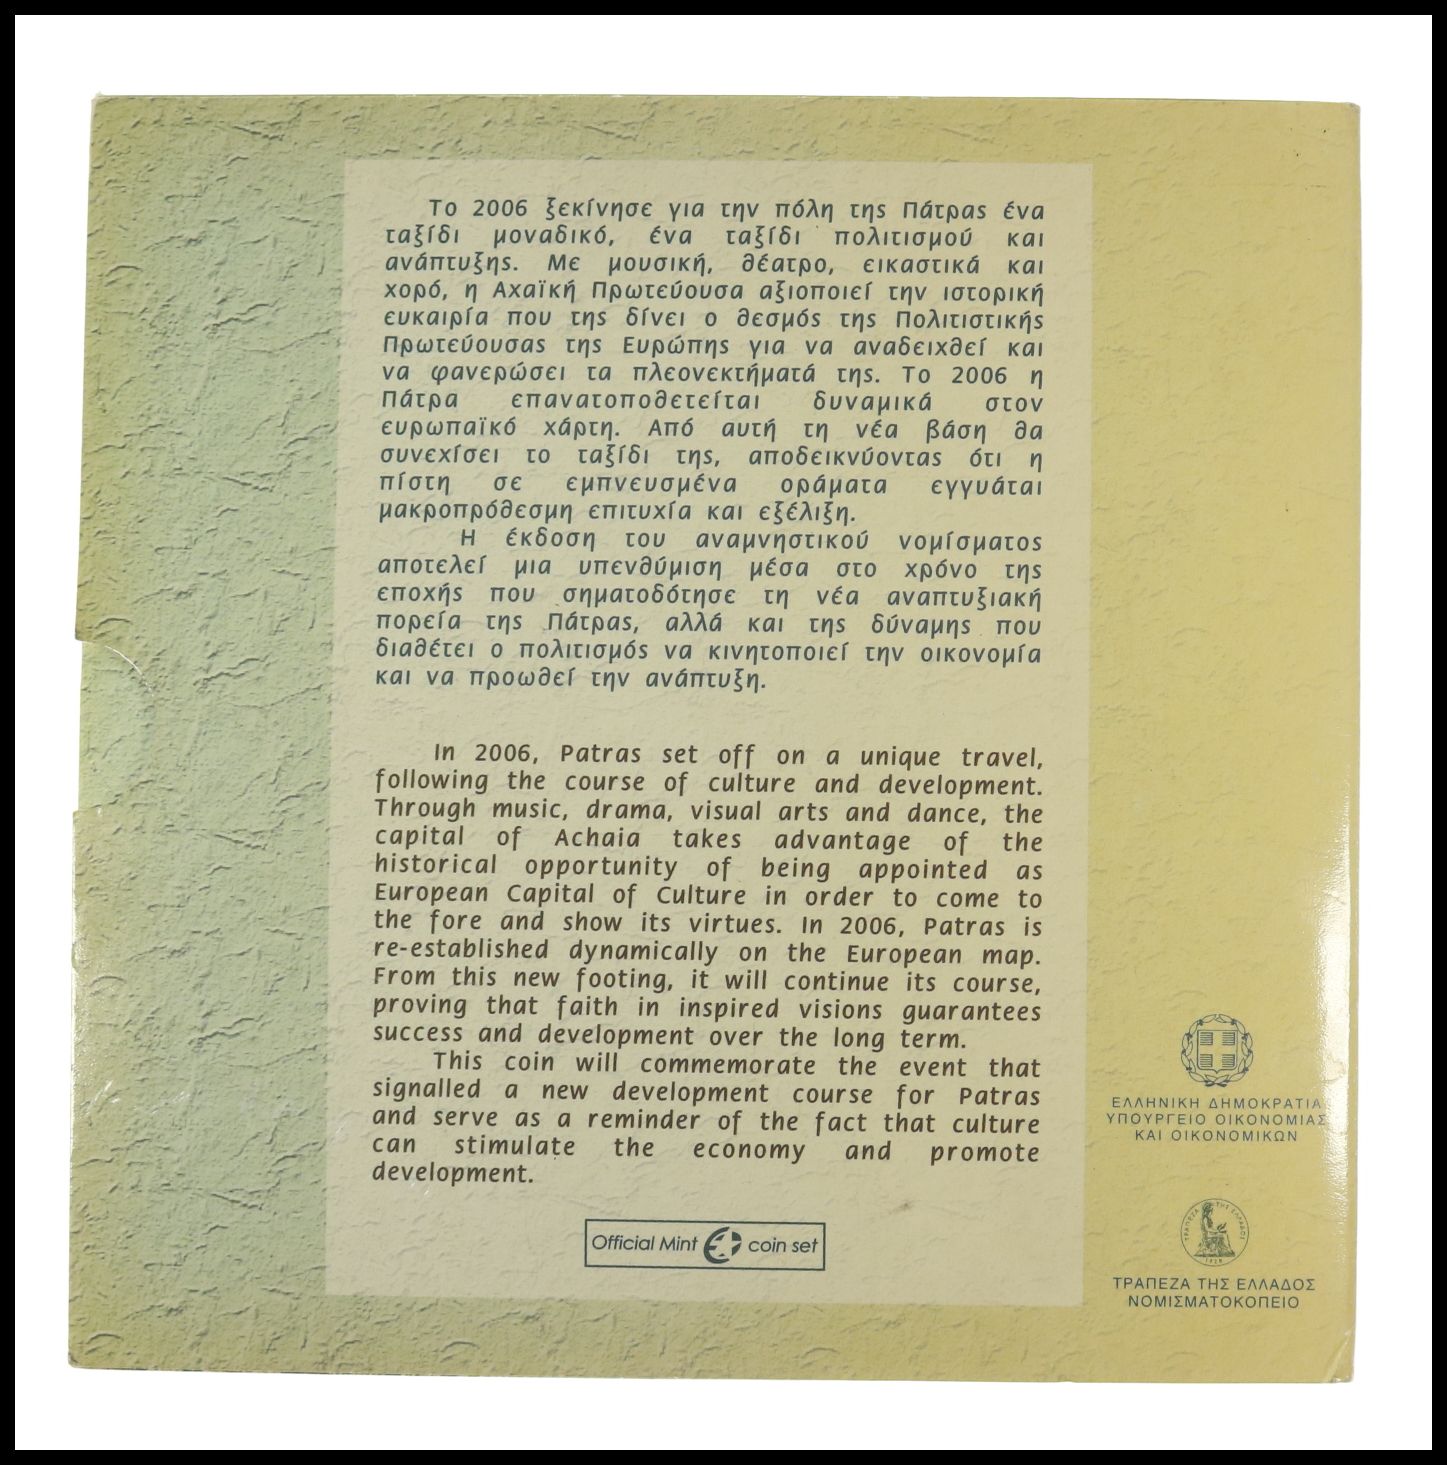 Το 2006 ξεκίνησε για την πόλη της Πάτρας ένα
ταξίδι μοναδικό, ένα ταξίδι πολιτισμού και
ανάπτυξης. Με μουσική, θέατρο, εικαστικά και
χορό, η Αχαϊκή Πρωτεύουσα αξιοποιεί την ιστορική
ευκαιρία που της δίνει ο θεσμός της Πολιτιστικής
Πρωτεύουσας της Ευρώπης για να αναδειχθεί και
να φανερώσει τα πλεονεκτήματά της. Το 2006 η
Πάτρα επανατοποθετείται δυναμικά στον
ευρωπαϊκό χάρτη. Από αυτή τη νέα βάση θα
συνεχίσει το ταξίδι της, αποδεικνύοντας ότι η
πίστη σε εμπνευσμένα οράματα εγγυάται
μακροπρόθεσμη επιτυχία και εξέλιξη.
Η έκδοση του αναμνηστικού νομίσματος
αποτελεί μια υπενθύμιση μέσα στο χρόνο της
εποχής που σηματοδότησε τη νέα αναπτυξιακή
πορεία της Πάτρας, αλλά και της δύναμης που
διαθέτει ο πολιτισμός να κινητοποιεί την οικονομία
και να προωθεί την ανάπτυξη.
In 2006, Patras set off on a unique travel,
following the course of culture and development.
Through music, drama, visual arts and dance, the
capital of Achaia takes advantage of the
historical opportunity of being appointed as
European Capital of Culture in order to come to
the fore and show its virtues. In 2006, Patras is
re-established dynamically on the European map.
From this new footing, it will continue its course,
proving that faith in inspired visions guarantees
success and development over the long term.
This coin will commemorate the event that
signalled a new development course for Patras
and serve as a reminder of the fact that culture
can stimulate the economy and promote
development.
Official Mint coin set
ΕΛΛΗΝΙΚΗ ΔΗΜΟΚΡΑΤΙΑ
ΥΠΟΥΡΓΕΙΟ ΟΙΚΟΝΟΜΙΑΣ
ΚΑΙ ΟΙΚΟΝΟΜΙΚΩΝ
ΤΡΑΠΕΖΑ ΤΗΣ ΕΛΛΑΔΟΣ
1928
ΤΡΑΠΕΖΑ ΤΗΣ ΕΛΛΑΔΟΣ
ΝΟΜΙΣΜΑΤΟΚΟΠΕΙΟ